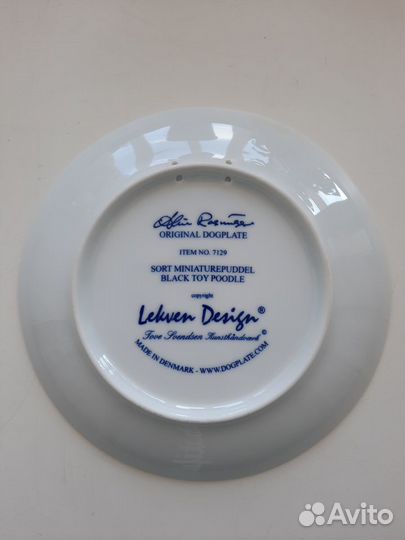 ORIGINAL DOGPLATE
ITEM NO. 7129
SORT MINIATUREPUDDEL
BLACK TOY POODLE
copyright
Lekven Design®
Tove Svendsen Kunsthåndværk ©
MADE IN DENMARK - WWW.DOGPLATE.COM
Avito